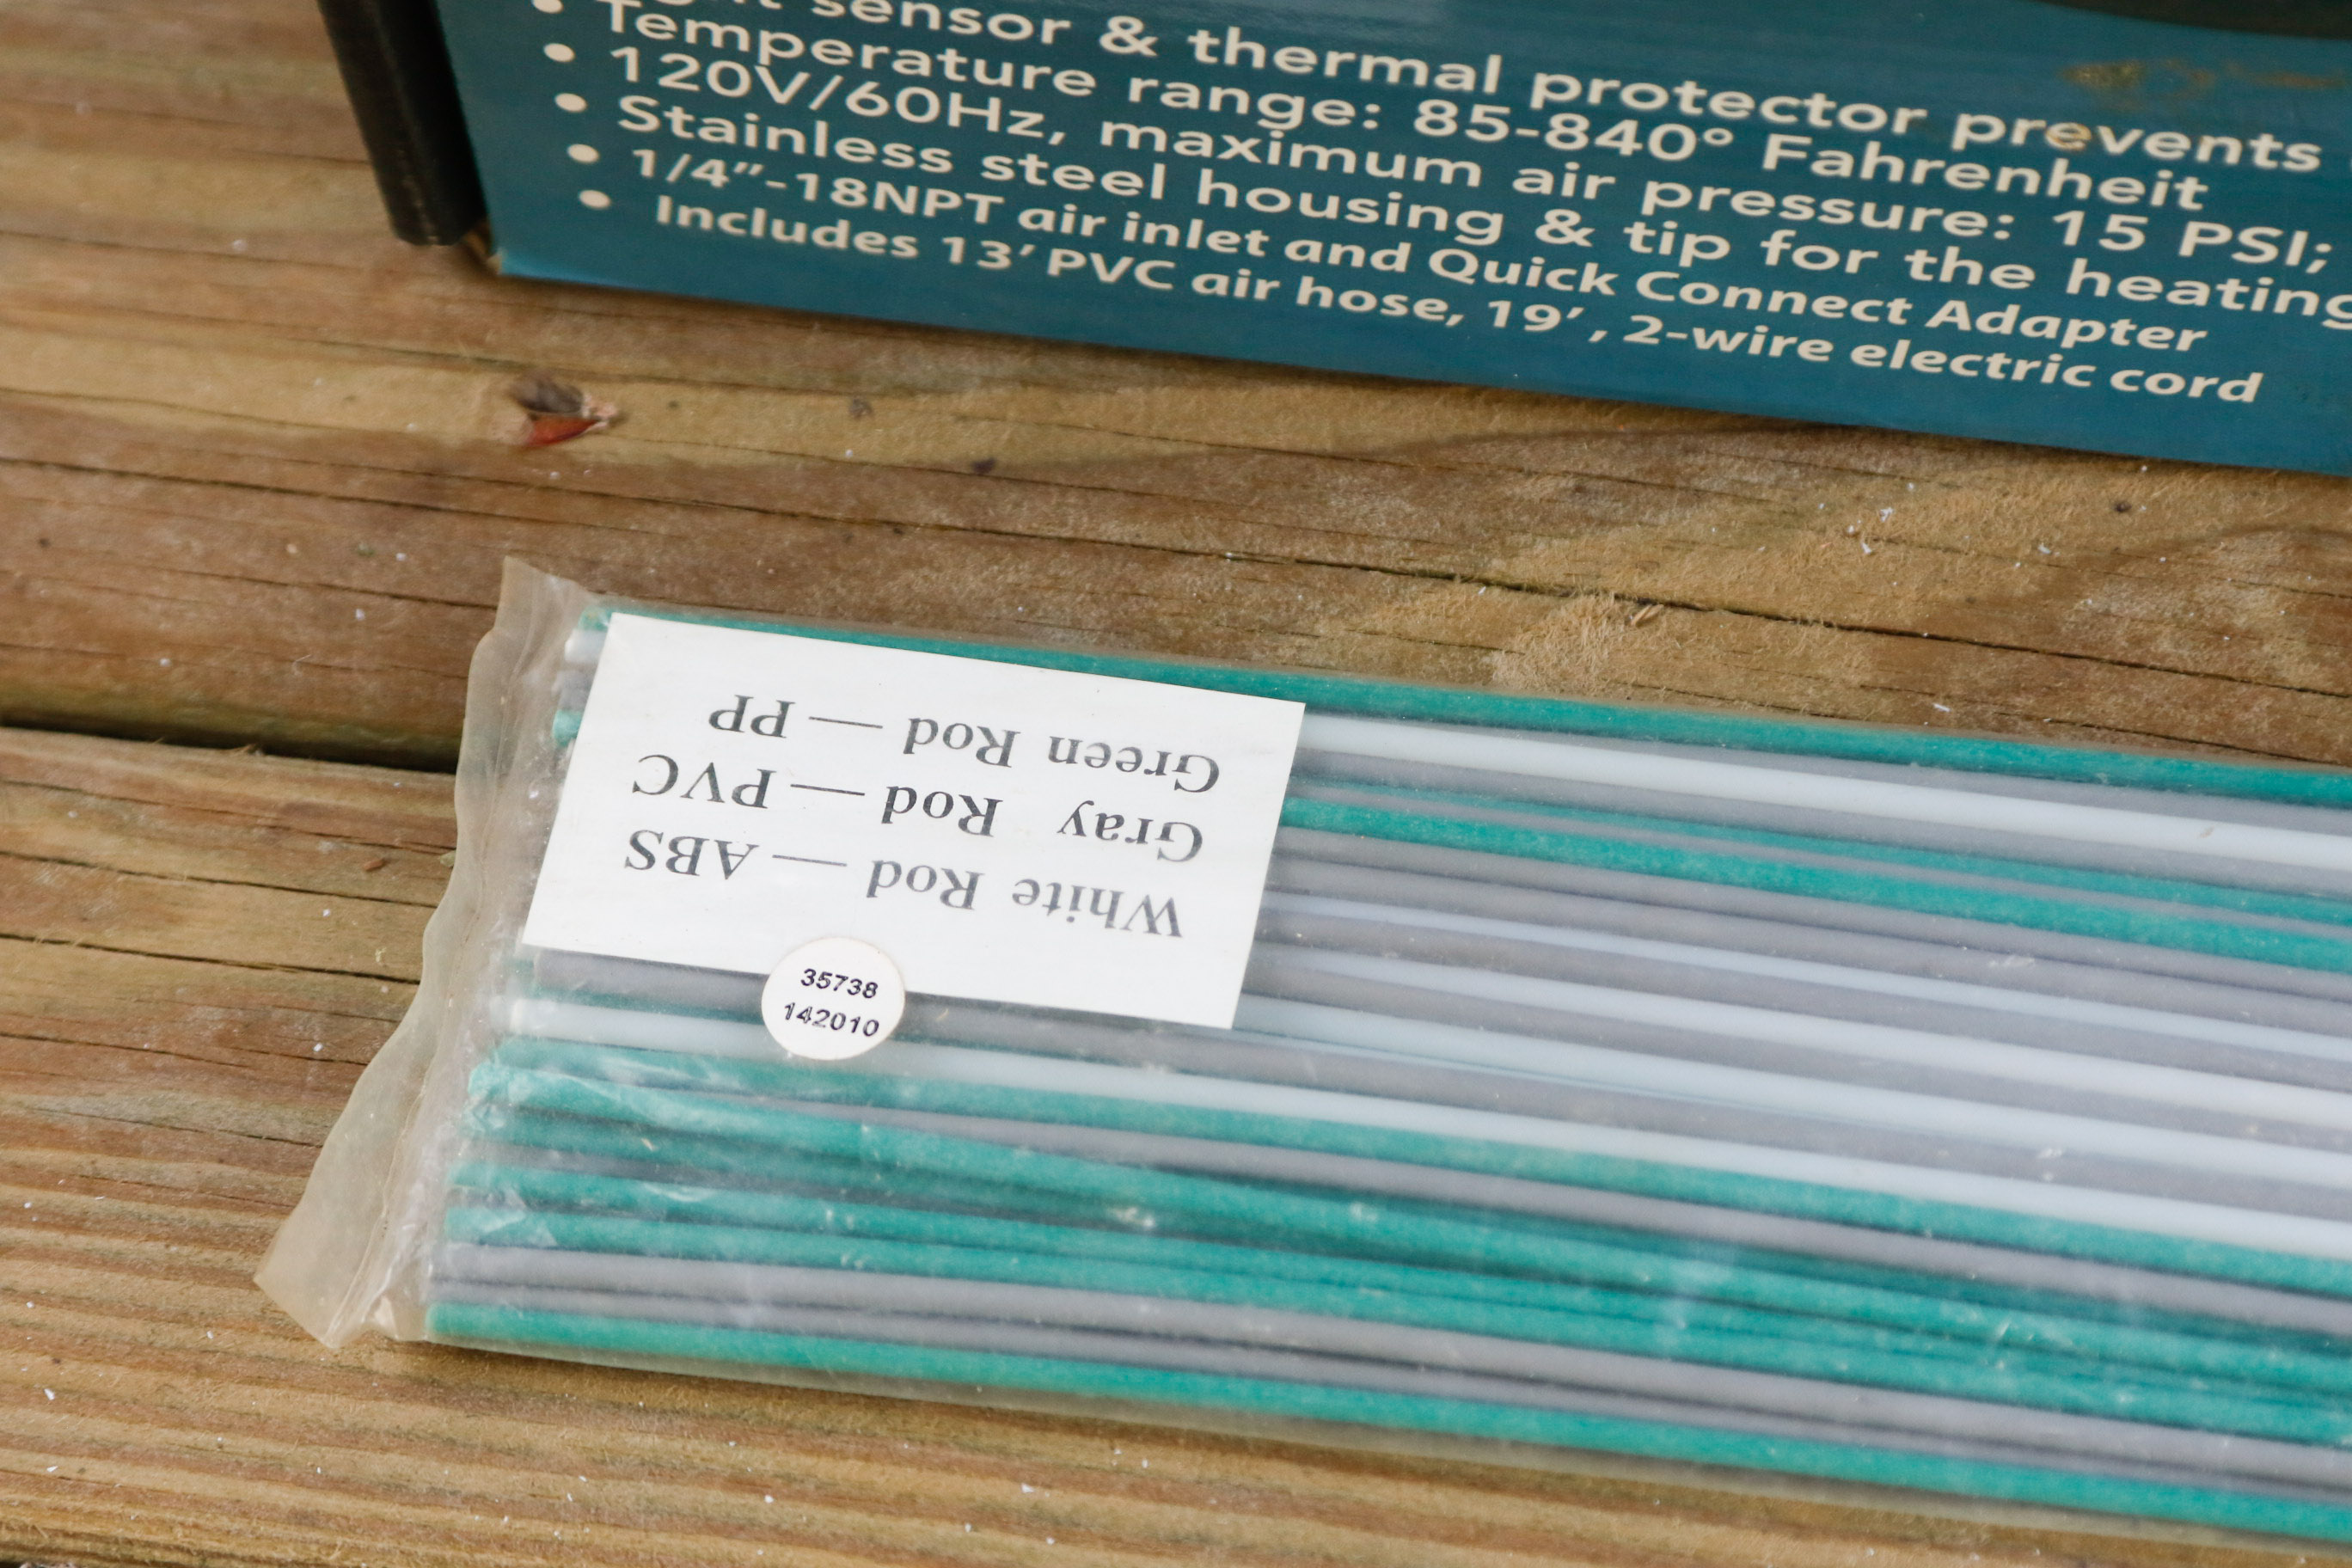 sensor & thermal protector prevents
• Temperature range: 85-840° Fahrenheit
• 120V/60Hz, maximum air pressure: 15 PSI;
• Stainless steel housing & tip for the heating
• 1/4"-18NPT air inlet and Quick Connect Adapter
• Includes 13' PVC air hose, 19', 2-wire electric cord
White Rod — ABS
Gray Rod — PVC
Green Rod — PP
35738
142010